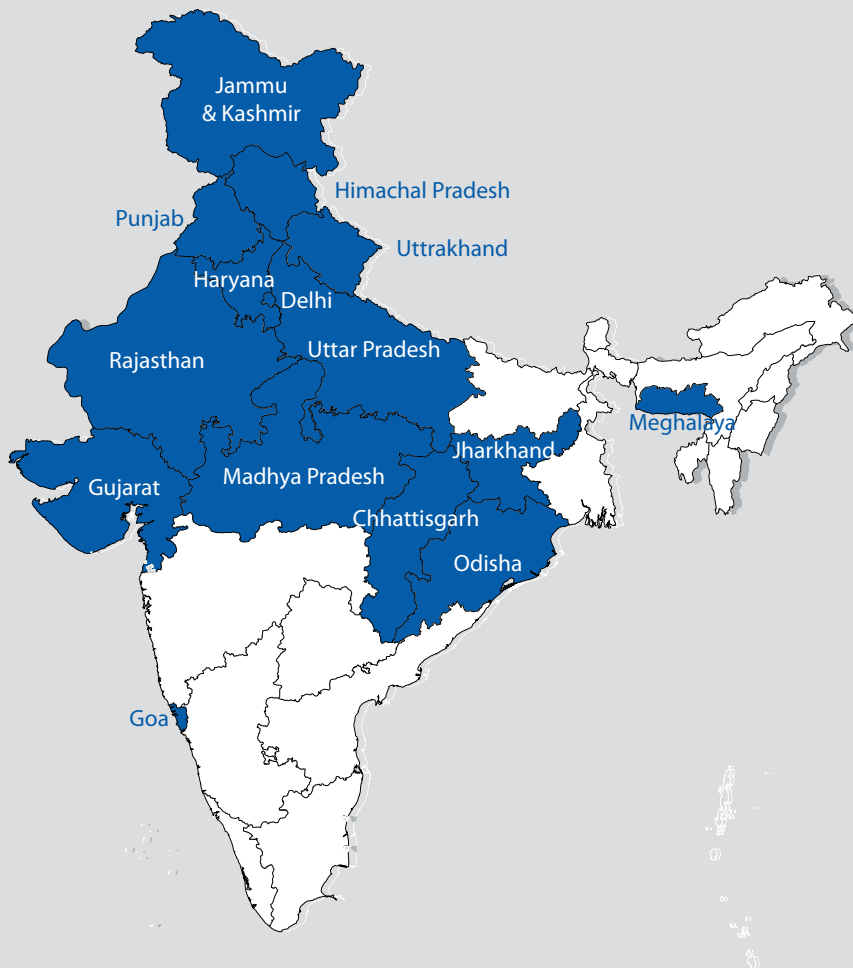 Jammu
& Kashmir
Himachal Pradesh
Punjab
Uttrakhand
Haryana
Delhi
Rajasthan
Uttar Pradesh
Meghalaya
Jharkhand
Madhya Pradesh
Gujarat
Chhattisgarh
Odisha
Goa